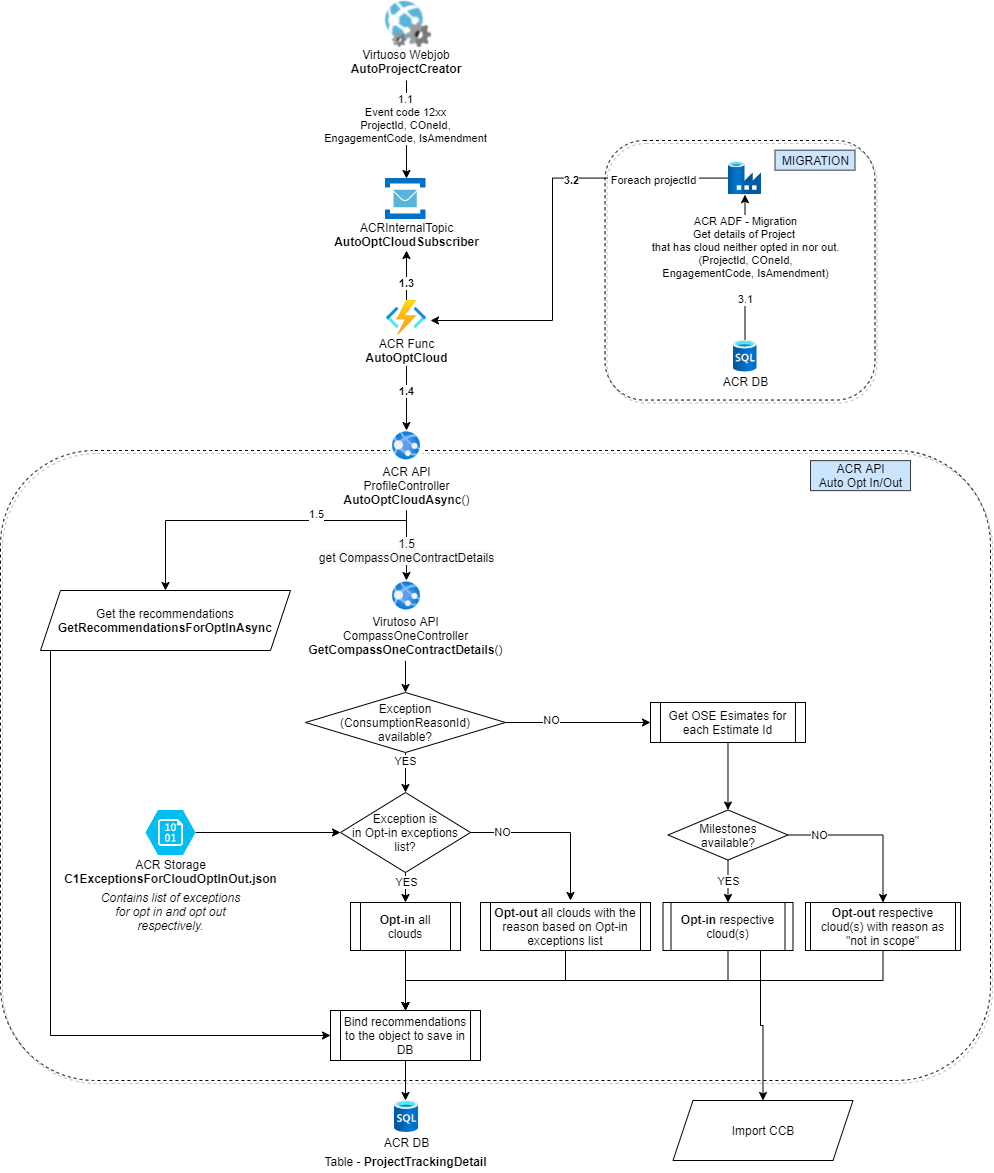 Virtuoso Webjob
AutoProjectCreator
1.1
Event code 12xx
ProjectId, COneId,
EngagementCode, IsAmendment
ACRInternalTopic
AutoOptCloudSubscriber
1.3
ACR Func
AutoOptCloud
1.4
MIGRATION
3.2
Foreach projectId
ACR ADF - Migration
Get details of Project
that has cloud neither opted in nor out.
(ProjectId, COneId,
EngagementCode, IsAmendment)
3.1
SQL
ACR DB
ACR API
Auto Opt In/Out
ACR API
ProfileController
AutoOptCloudAsync()
1.5
1.5
get CompassOneContractDetails
Get the recommendations
GetRecommendationsForOptInAsync
Virutoso API
CompassOneController
GetCompassOneContractDetails()
Exception
(ConsumptionReasonId)
available?
NO
Get OSE Esimates for
each Estimate Id
YES
Exception is
in Opt-in exceptions
list?
NO
YES
10
01
ACR Storage
C1ExceptionsForCloudOptInOut.json
Contains list of exceptions
for opt in and opt out
respectively.
Milestones
available?
NO
YES
Opt-in all
clouds
Opt-out all clouds with the
reason based on Opt-in
exceptions list
Opt-in respective
cloud(s)
Opt-out respective
cloud(s) with reason as
"not in scope"
Bind recommendations
to the object to save in
DB
SQL
ACR DB
Table - ProjectTrackingDetail
Import CCB